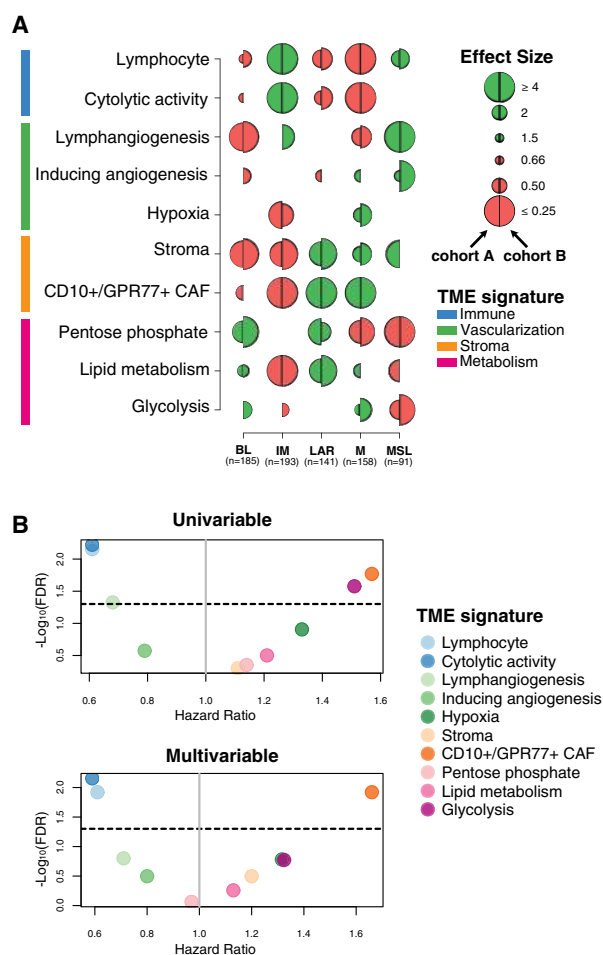 A
Lymphocyte
Cytolytic activity
Lymphangiogenesis
Inducing angiogenesis
Hypoxia
Stroma
CD10+/GPR77+ CAF
Pentose phosphate
Lipid metabolism
Glycolysis
BL IM LAR M MSL
(n=185) (n=193) (n=141) (n=158) (n=91)
Effect Size
≥ 4
2
1.5
0.66
0.50
≤ 0.25
cohort A cohort B
TME signature
Immune
Vascularization
Stroma
Metabolism
B
Univariable
-Log10(FDR)
2.0
1.5
1.0
0.5
0.6 0.8 1.0 1.2 1.4 1.6
Hazard Ratio
Multivariable
-Log10(FDR)
2.0
1.5
1.0
0.5
0.0
0.6 0.8 1.0 1.2 1.4 1.6
Hazard Ratio
TME signature
Lymphocyte
Cytolytic activity
Lymphangiogenesis
Inducing angiogenesis
Hypoxia
Stroma
CD10+/GPR77+ CAF
Pentose phosphate
Lipid metabolism
Glycolysis